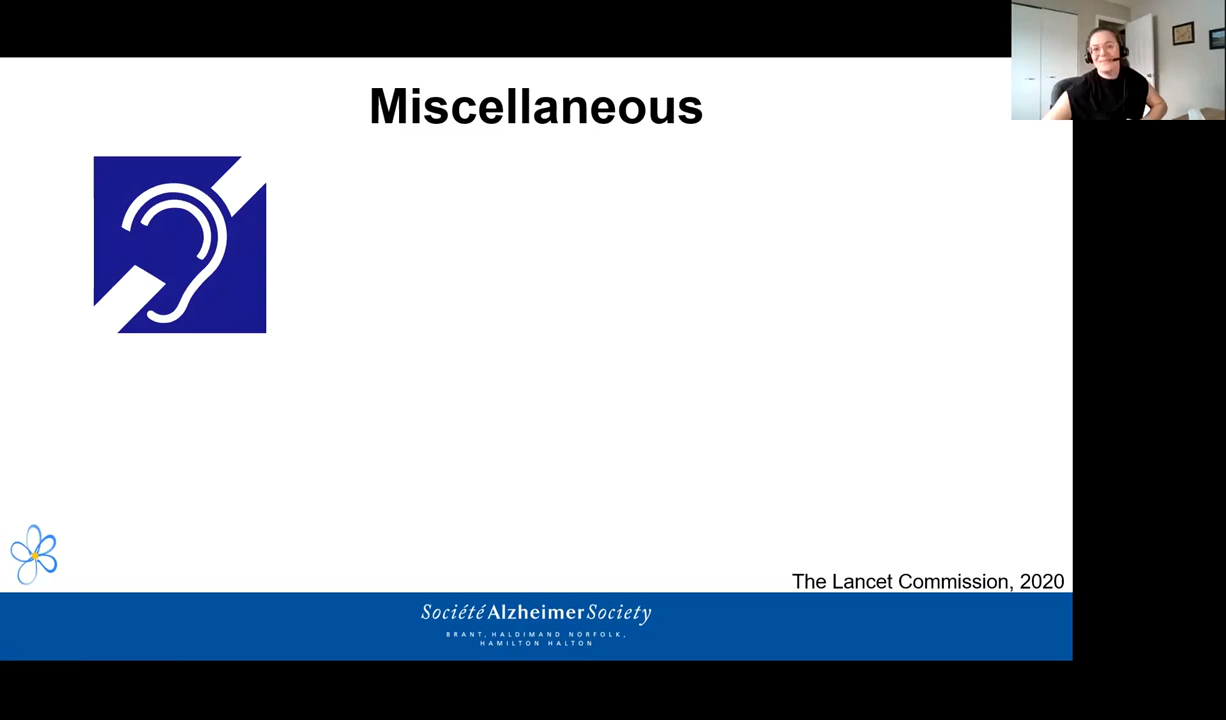 Miscellaneous
The Lancet Commission, 2020
Société Alzheimer Society
BRANT, HALDIMAND NORFOLK,
HAMILTON HALTON